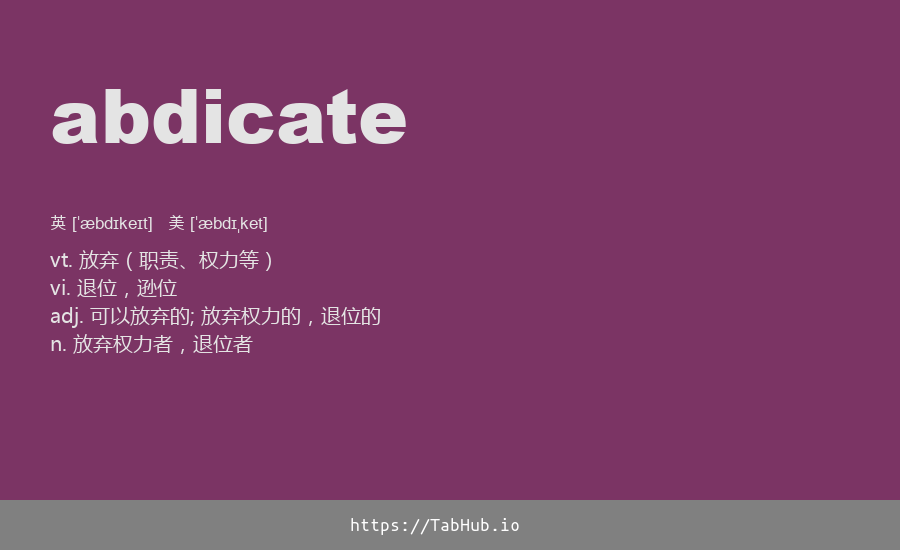 abdicate
英 [ˈæbdɪkeɪt] 美 [ˈæbdɪˌket]
vt. 放弃（职责、权力等）
vi. 退位，逊位
adj. 可以放弃的; 放弃权力的，退位的
n. 放弃权力者，退位者
https://TabHub.io